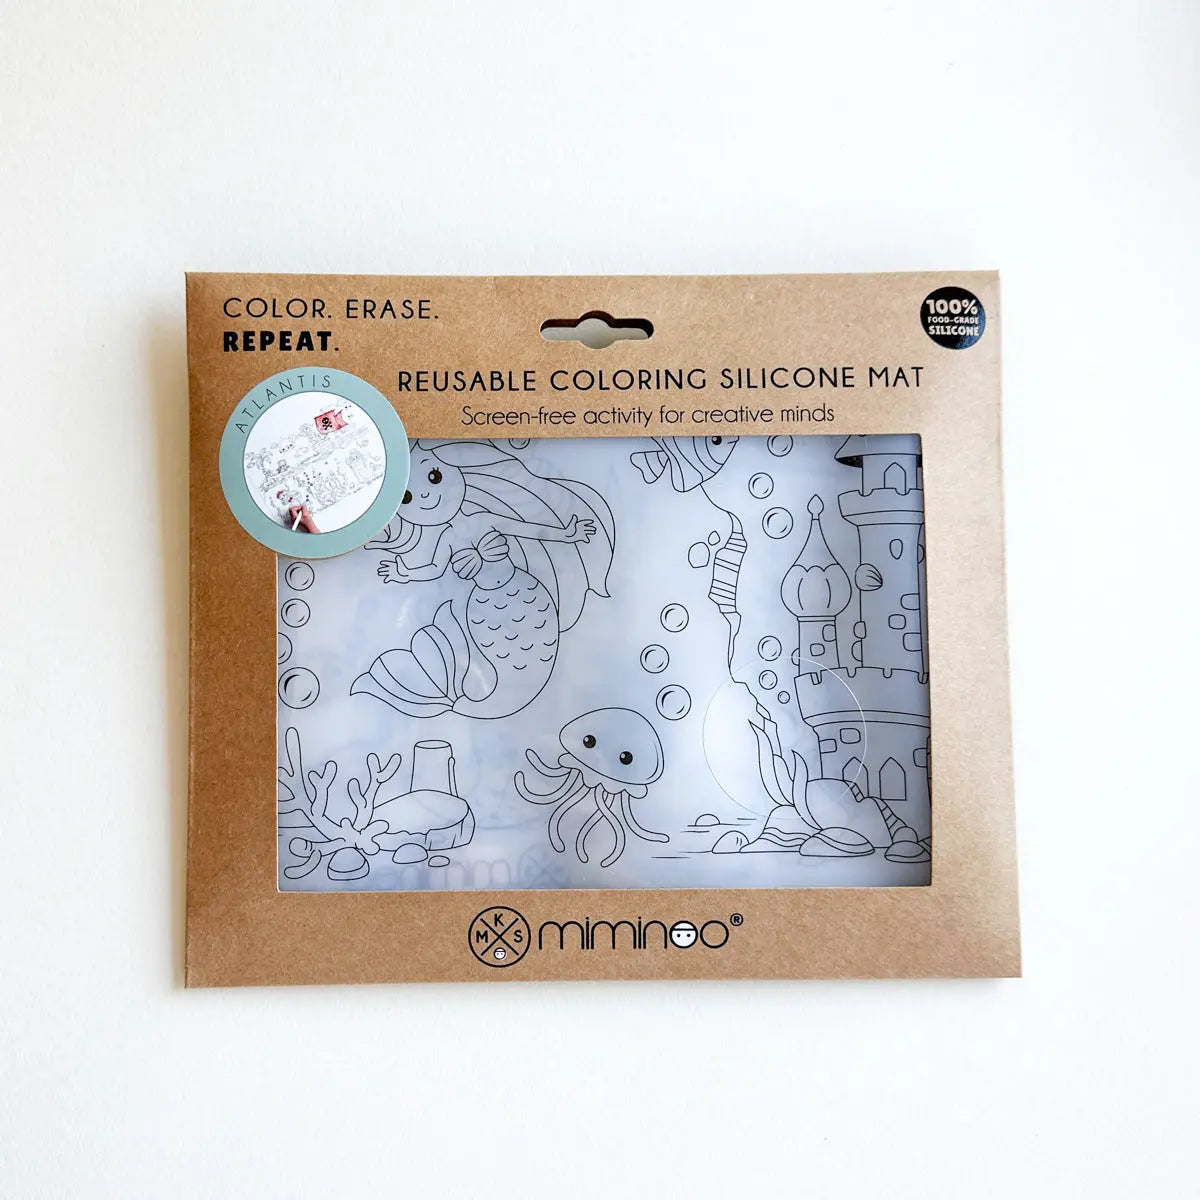 COLOR. ERASE.
REPEAT.
100%
FOOD-GRADE
SILICONE
ATLANTIS
REUSABLE COLORING SILICONE MAT
Screen-free activity for creative minds
K
M S
miminoo®